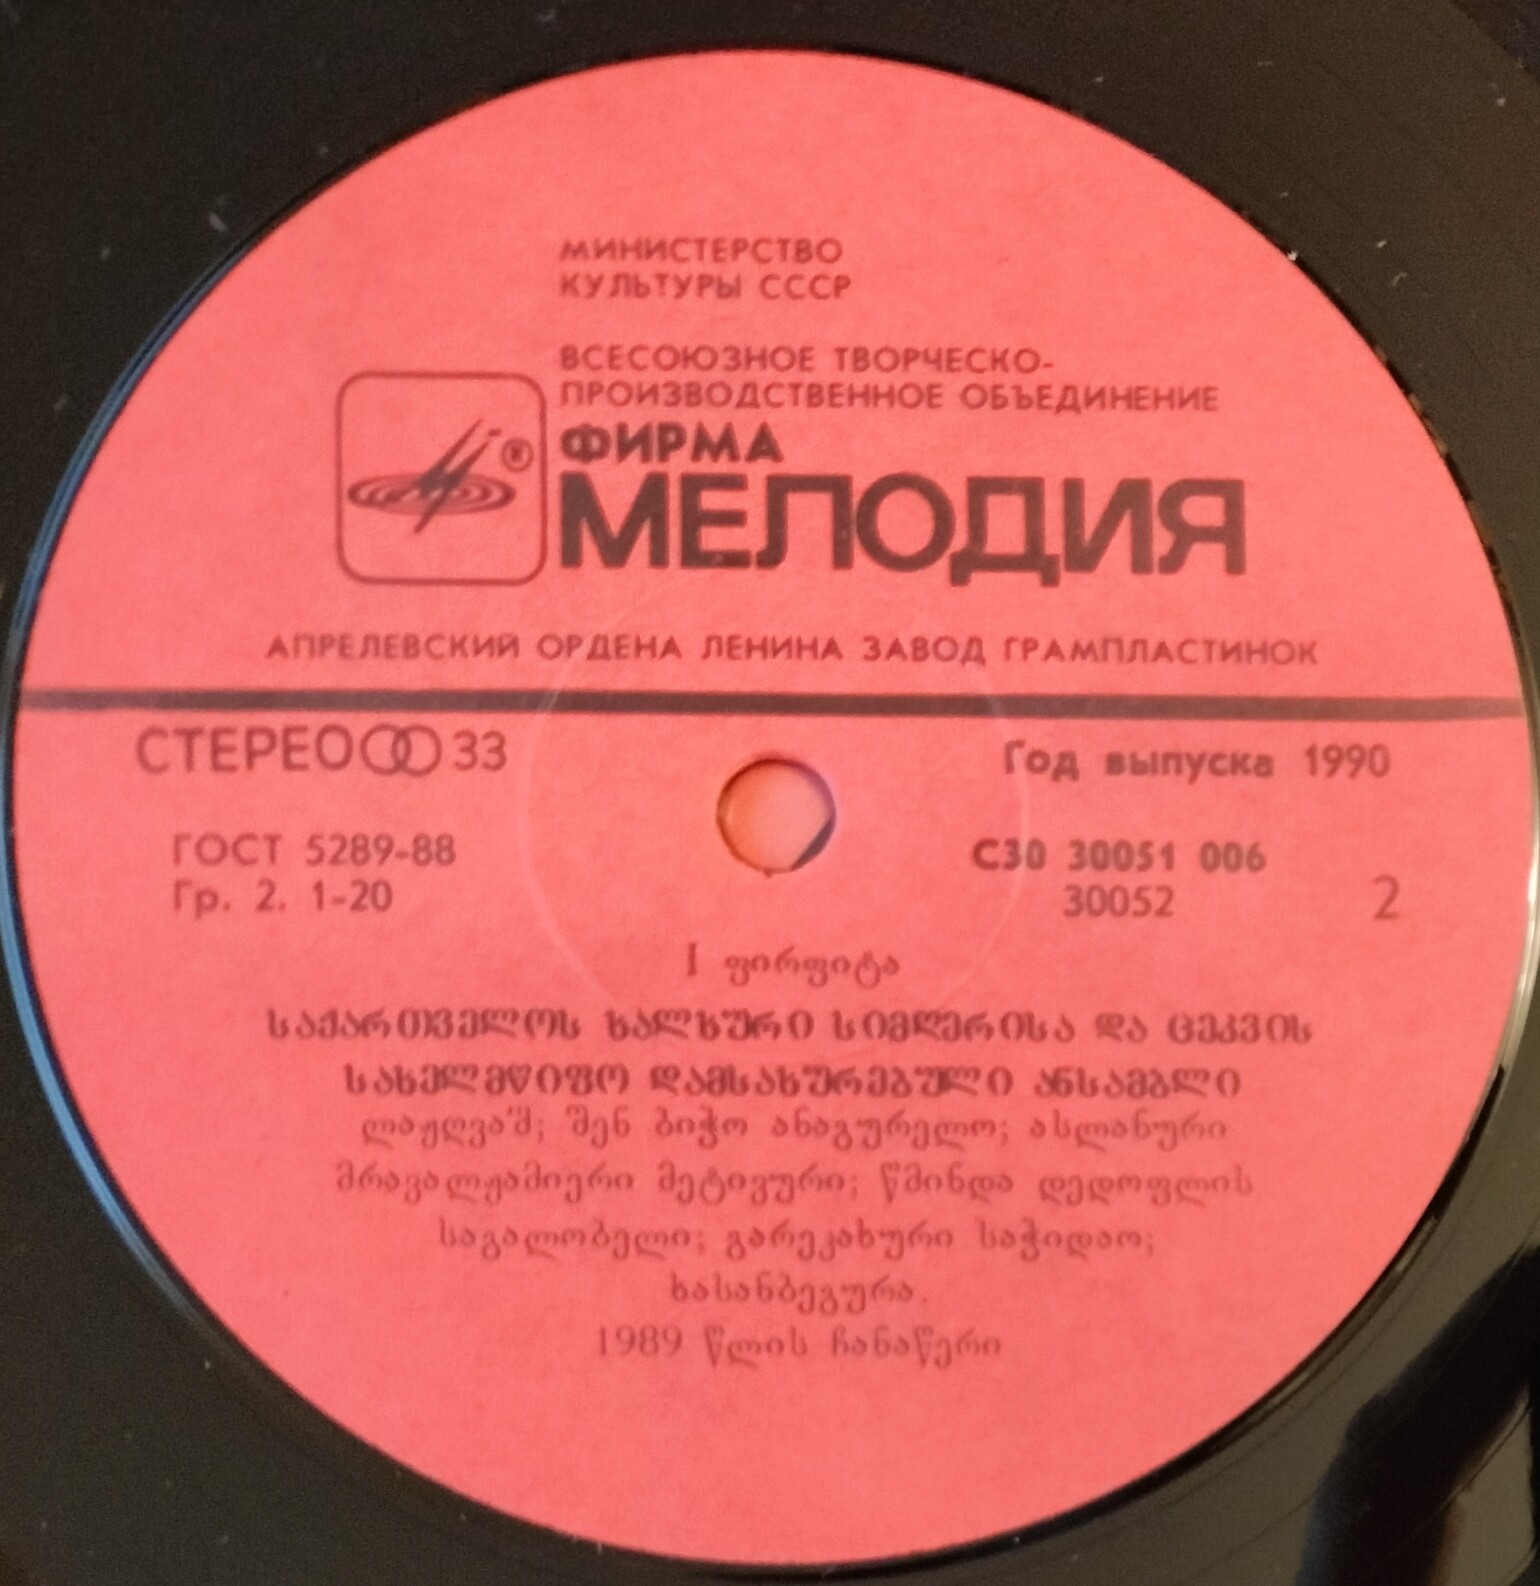 МИНИСТЕРСТВО
КУЛЬТУРЫ СССР
ВСЕСОЮЗНОЕ ТВОРЧЕСКО-
ПРОИЗВОДСТВЕННОЕ ОБЪЕДИНЕНИЕ
®
ФИРМА
МЕЛОДИЯ
АПРЕЛЕВСКИЙ ОРДЕНА ЛЕНИНА ЗАВОД ГРАМПЛАСТИНОК
СТЕРЕО 33
Год выпуска 1990
ГОСТ 5289-88
Гр. 2. 1-20
С30 30051 006
30052
2
I ფირფიტა
საქართველოს ხალხური სიმღერისა და ცეკვის
სახელმწიფო დამსახურებული ანსამბლი
ლაჟღვაშ; შენ ბიჭო ანაგურელო; ასლანური
მრავალჟამიერი მეტივური; წმინდა დედოფლის
საგალობელი; გარეკახური საჭიდაო;
ხასანბეგურა.
1989 წლის ჩანაწერი